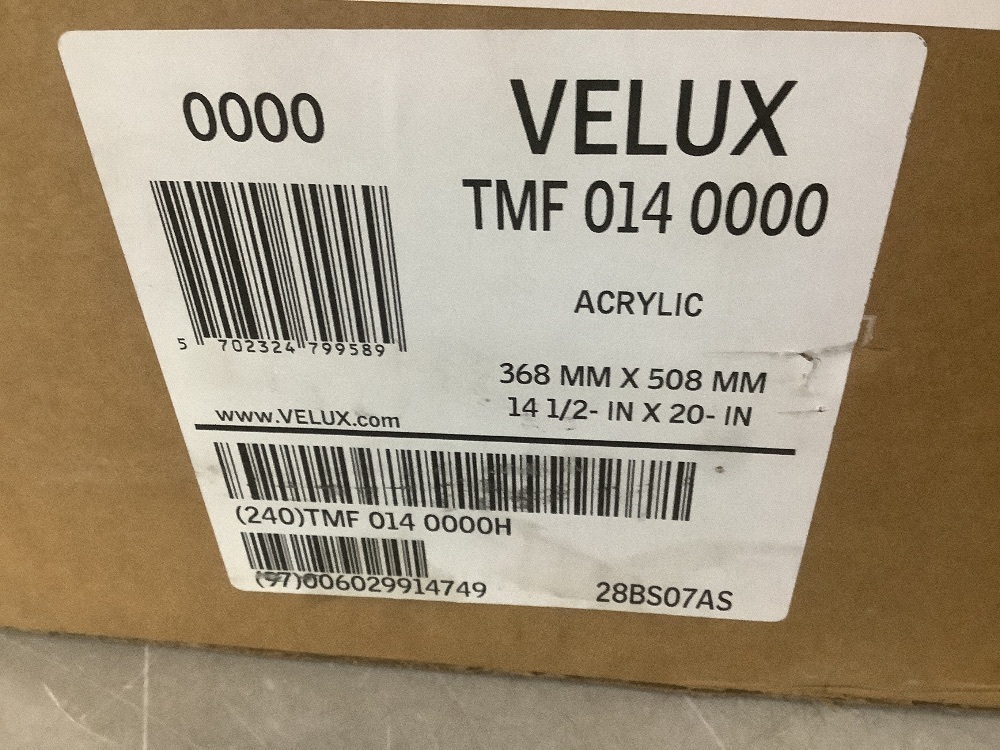 0000
VELUX
TMF 014 0000
ACRYLIC
5 702324 799589
368 MM X 508 MM
14 1/2- IN X 20- IN
www.VELUX.com
(240)TMF 014 0000H
(97)006029914749
28BS07AS